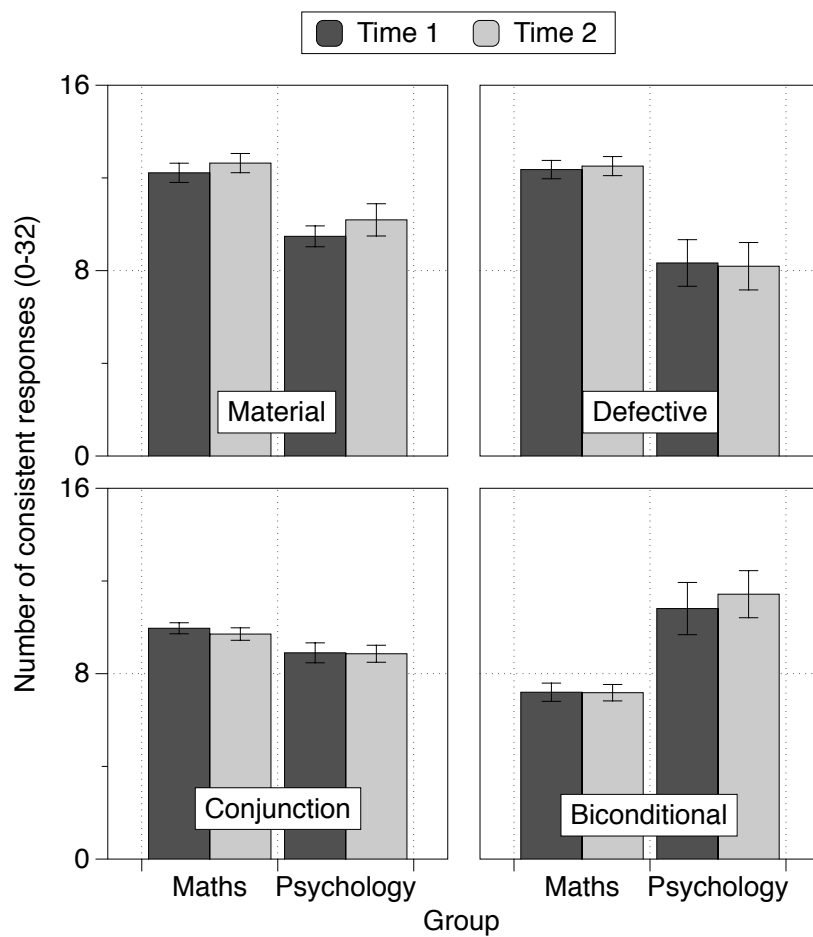 Time 1 Time 2
Number of consistent responses (0-32)
16
8
0
Material
Defective
16
8
0
Conjunction
Biconditional
Maths Psychology Maths Psychology
Group